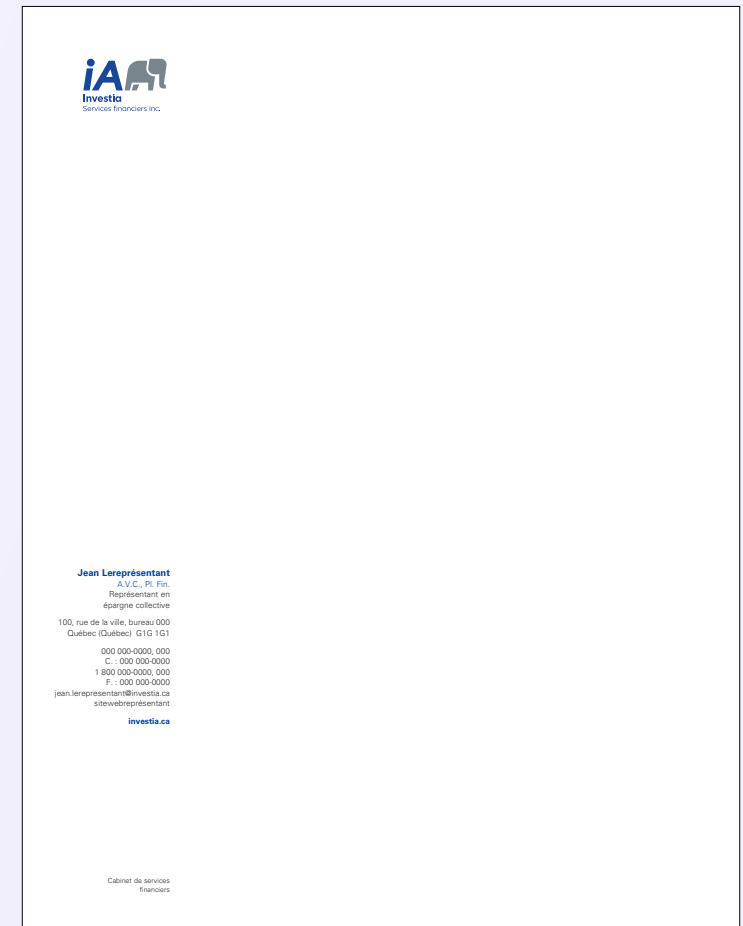 iA
Investia
Services financiers inc.
Jean Lereprésentant
A.V.C., Pl. Fin.
Représentant en
épargne collective
100, rue de la ville, bureau 000
Québec (Québec) G1G 1G1
000 000-0000, 000
C. : 000 000-0000
1 800 000-0000, 000
F. : 000 000-0000
jean.lerepresentant@investia.ca
sitewebreprésentant
investia.ca
Cabinet de services
financiers